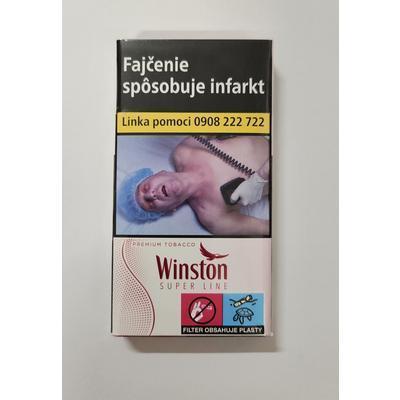 Fajčenie
spôsobuje infarkt
Linka pomoci 0908 222 722
PREMIUM TOBACCO
Winston
SUPER LINE
FILTER OBSAHUJE PLASTY